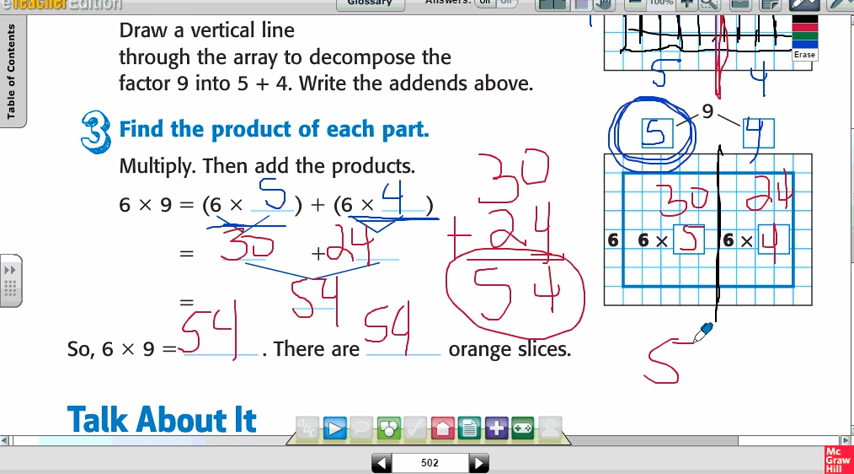 eTeacherEdition
Glossary
Answers: On Off
100%
Table of Contents
Draw a vertical line
through the array to decompose the
factor 9 into 5 + 4. Write the addends above.
5 4
Erase
9
5 4
3 Find the product of each part.
Multiply. Then add the products.
6 × 9 = (6 × 5) + (6 × 4)
= 30 + 24
= 54
30
+ 24
54
30 24
6 6 × 5 6 × 4
5
So, 6 × 9 = 54. There are 54 orange slices.
Talk About It
502
Mc
Graw
Hill